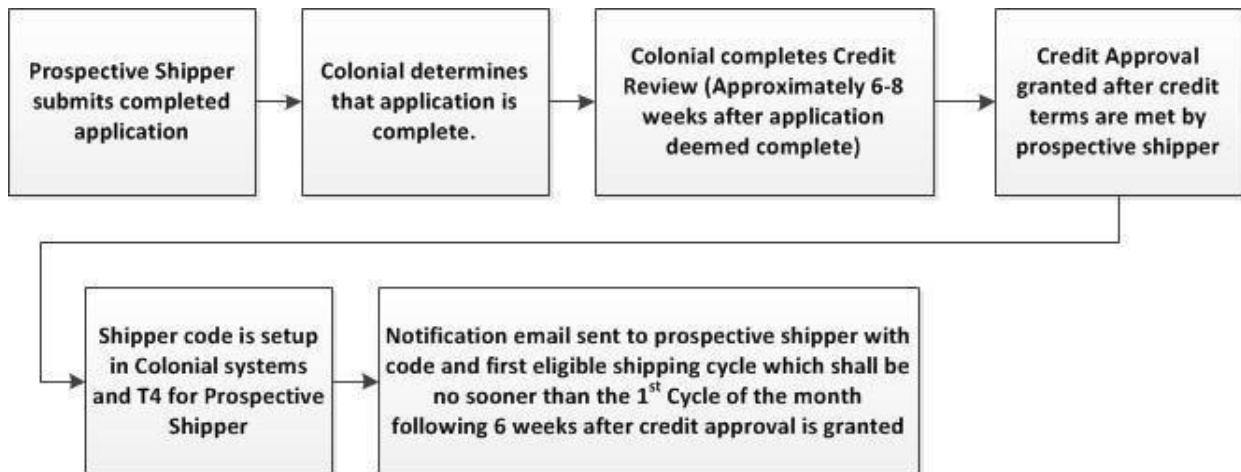 Prospective Shipper
submits completed
application
Colonial determines
that application is
complete.
Colonial completes Credit
Review (Approximately 6-8
weeks after application
deemed complete)
Credit Approval
granted after credit
terms are met by
prospective shipper
Shipper code is setup
in Colonial systems
and T4 for Prospective
Shipper
Notification email sent to prospective shipper with
code and first eligible shipping cycle which shall be
no sooner than the 1st Cycle of the month
following 6 weeks after credit approval is granted